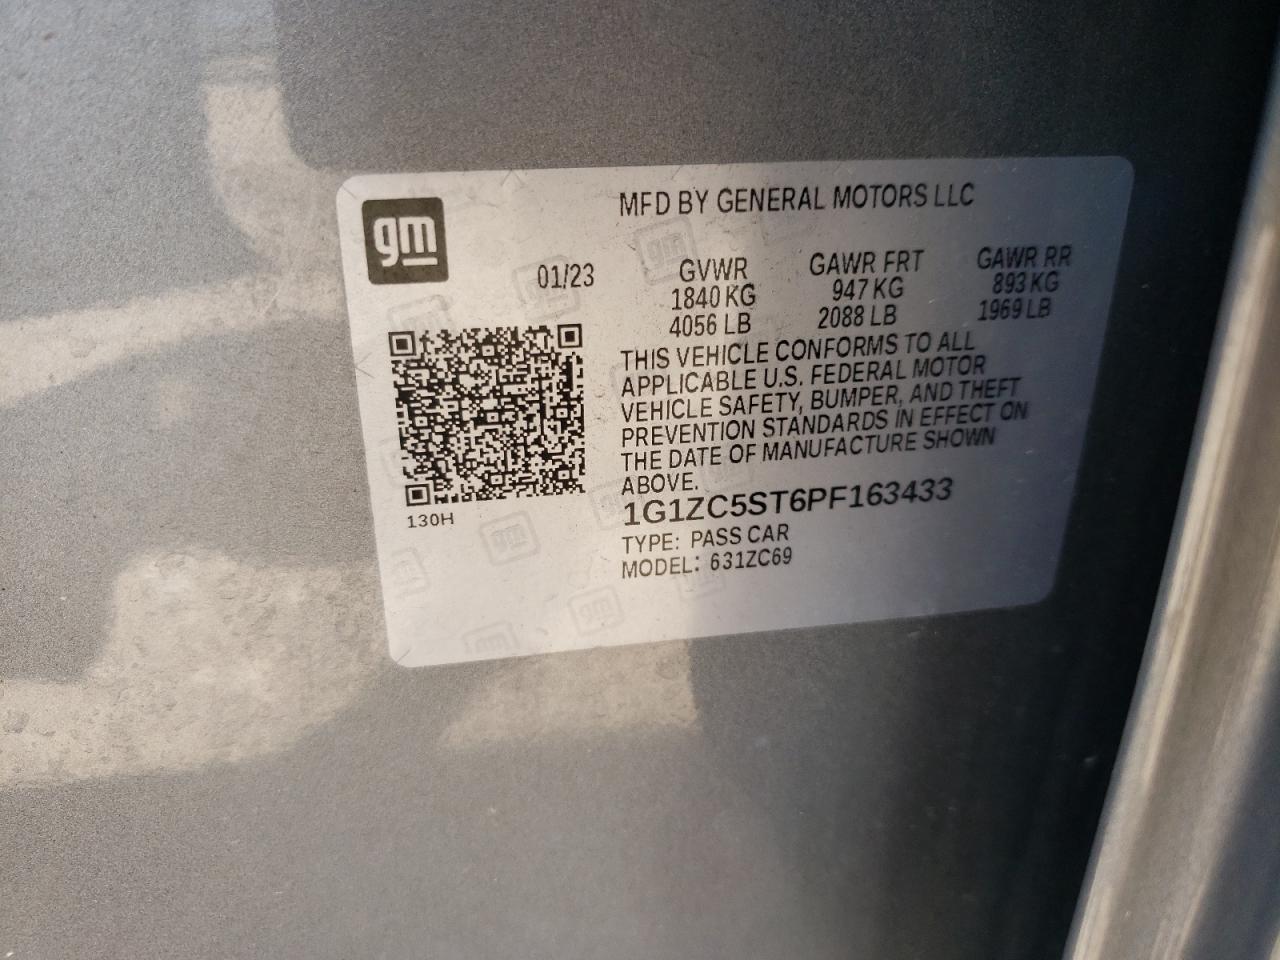 gm
MFD BY GENERAL MOTORS LLC
01/23
GVWR GAWR FRT GAWR RR
1840 KG 947 KG 893 KG
4056 LB 2088 LB 1969 LB
THIS VEHICLE CONFORMS TO ALL
APPLICABLE U.S. FEDERAL MOTOR
VEHICLE SAFETY, BUMPER, AND THEFT
PREVENTION STANDARDS IN EFFECT ON
THE DATE OF MANUFACTURE SHOWN
ABOVE.
1G1ZC5ST6PF163433
130H
TYPE: PASS CAR
MODEL: 631ZC69